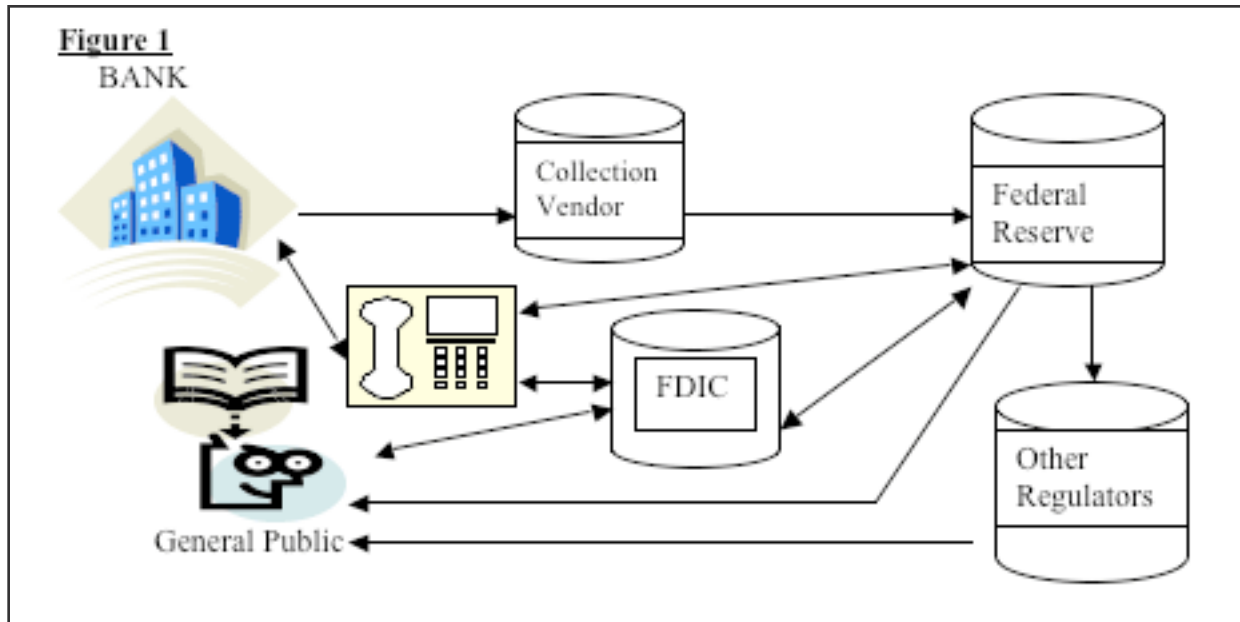 Figure 1
BANK
Collection
Vendor
Federal
Reserve
FDIC
Other
Regulators
General Public